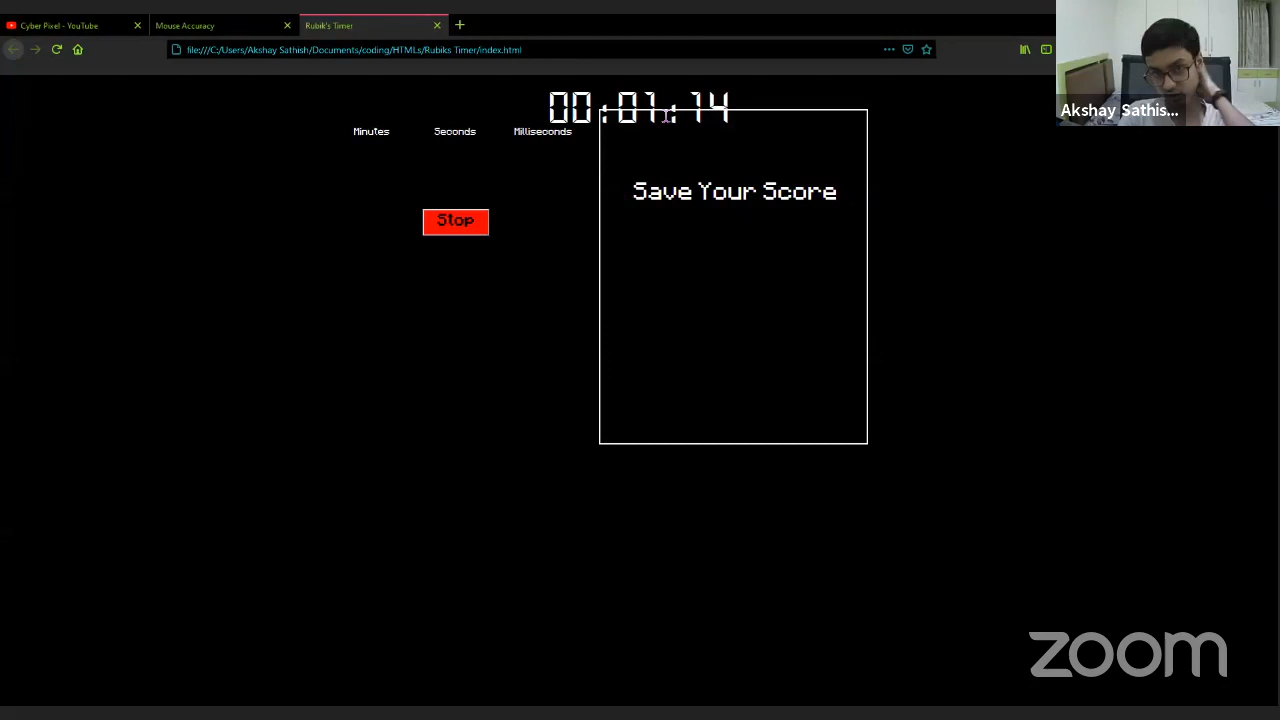 Cyber Pixel - YouTube
Mouse Accuracy
Rubik's Timer
file:///C:/Users/Akshay Sathish/Documents/coding/HTMLs/Rubiks Timer/index.html
Akshay Sathis...
00:01:14
Minutes Seconds Milliseconds
Save Your Score
Stop
zoom